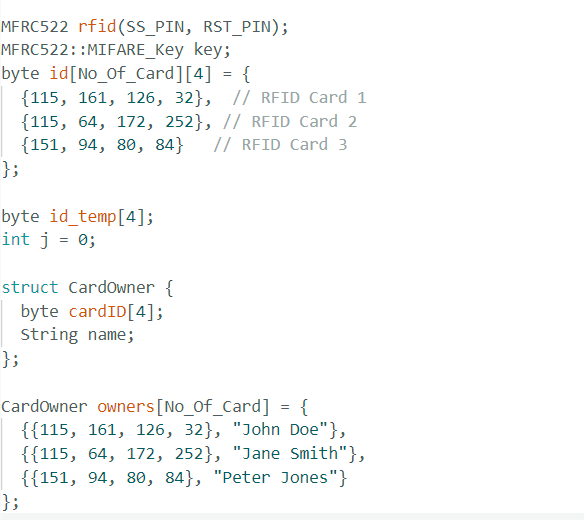 MFRC522 rfid(SS_PIN, RST_PIN);
MFRC522::MIFARE_Key key;
byte id[No_Of_Card][4] = {
  {115, 161, 126, 32},  // RFID Card 1
  {115, 64, 172, 252}, // RFID Card 2
  {151, 94, 80, 84}   // RFID Card 3
};

byte id_temp[4];
int j = 0;

struct CardOwner {
  byte cardID[4];
  String name;
};

CardOwner owners[No_Of_Card] = {
  {{115, 161, 126, 32}, "John Doe"},
  {{115, 64, 172, 252}, "Jane Smith"},
  {{151, 94, 80, 84}, "Peter Jones"}
};